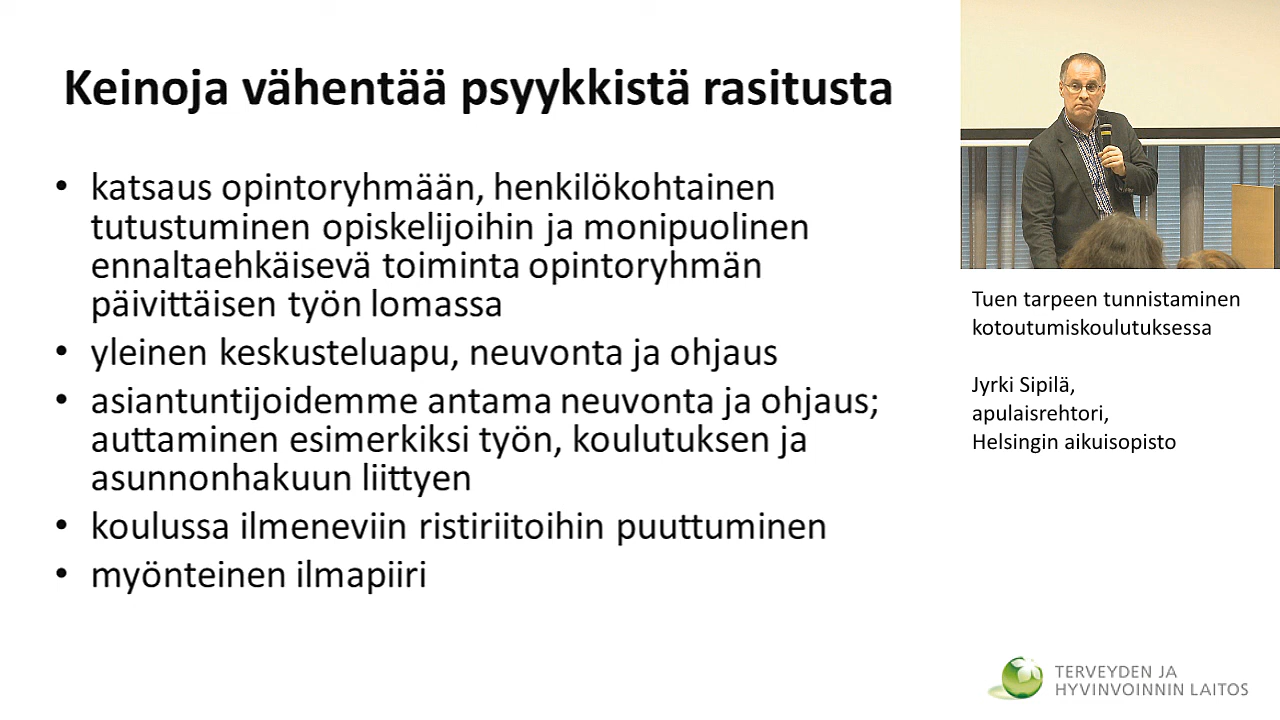 Keinoja vähentää psyykkistä rasitusta
• katsaus opintoryhmään, henkilökohtainen
tutustuminen opiskelijoihin ja monipuolinen
ennaltaehkäisevä toiminta opintoryhmän
päivittäisen työn lomassa
• yleinen keskusteluapu, neuvonta ja ohjaus
• asiantuntijoidemme antama neuvonta ja ohjaus;
auttaminen esimerkiksi työn, koulutuksen ja
asunnonhakuun liittyen
• koulussa ilmeneviin ristiriitoihin puuttuminen
• myönteinen ilmapiiri
Tuen tarpeen tunnistaminen
kotoutumiskoulutuksessa
Jyrki Sipilä,
apulaisrehtori,
Helsingin aikuisopisto
TERVEYDEN JA
HYVINVOINNIN LAITOS